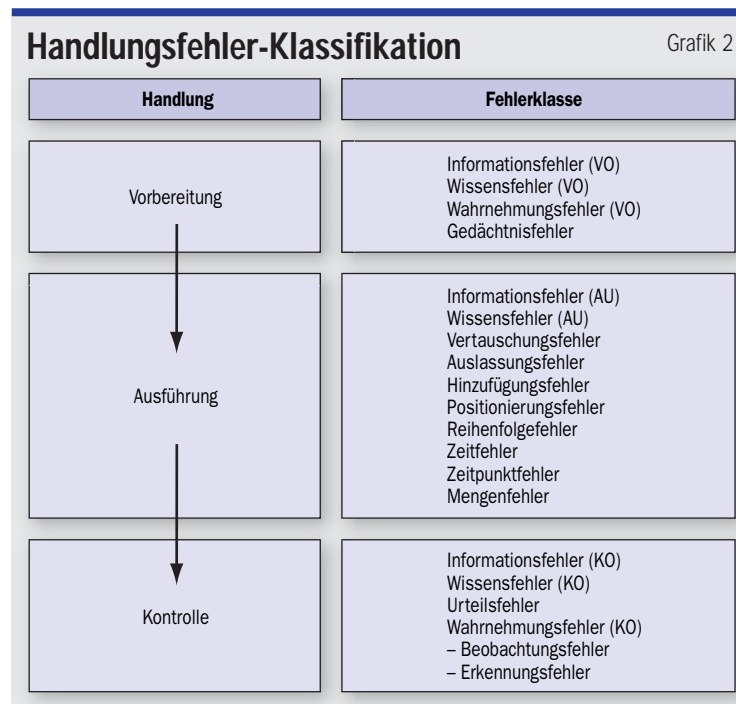 Handlungsfehler-Klassifikation
Grafik 2
Handlung
Fehlerklasse
Vorbereitung
Informationsfehler (VO)
Wissensfehler (VO)
Wahrnehmungsfehler (VO)
Gedächtnisfehler
Ausführung
Informationsfehler (AU)
Wissensfehler (AU)
Vertauschungsfehler
Auslassungsfehler
Hinzufügungsfehler
Positionierungsfehler
Reihenfolgefehler
Zeitfehler
Zeitpunktfehler
Mengenfehler
Kontrolle
Informationsfehler (KO)
Wissensfehler (KO)
Urteilsfehler
Wahrnehmungsfehler (KO)
– Beobachtungsfehler
– Erkennungsfehler